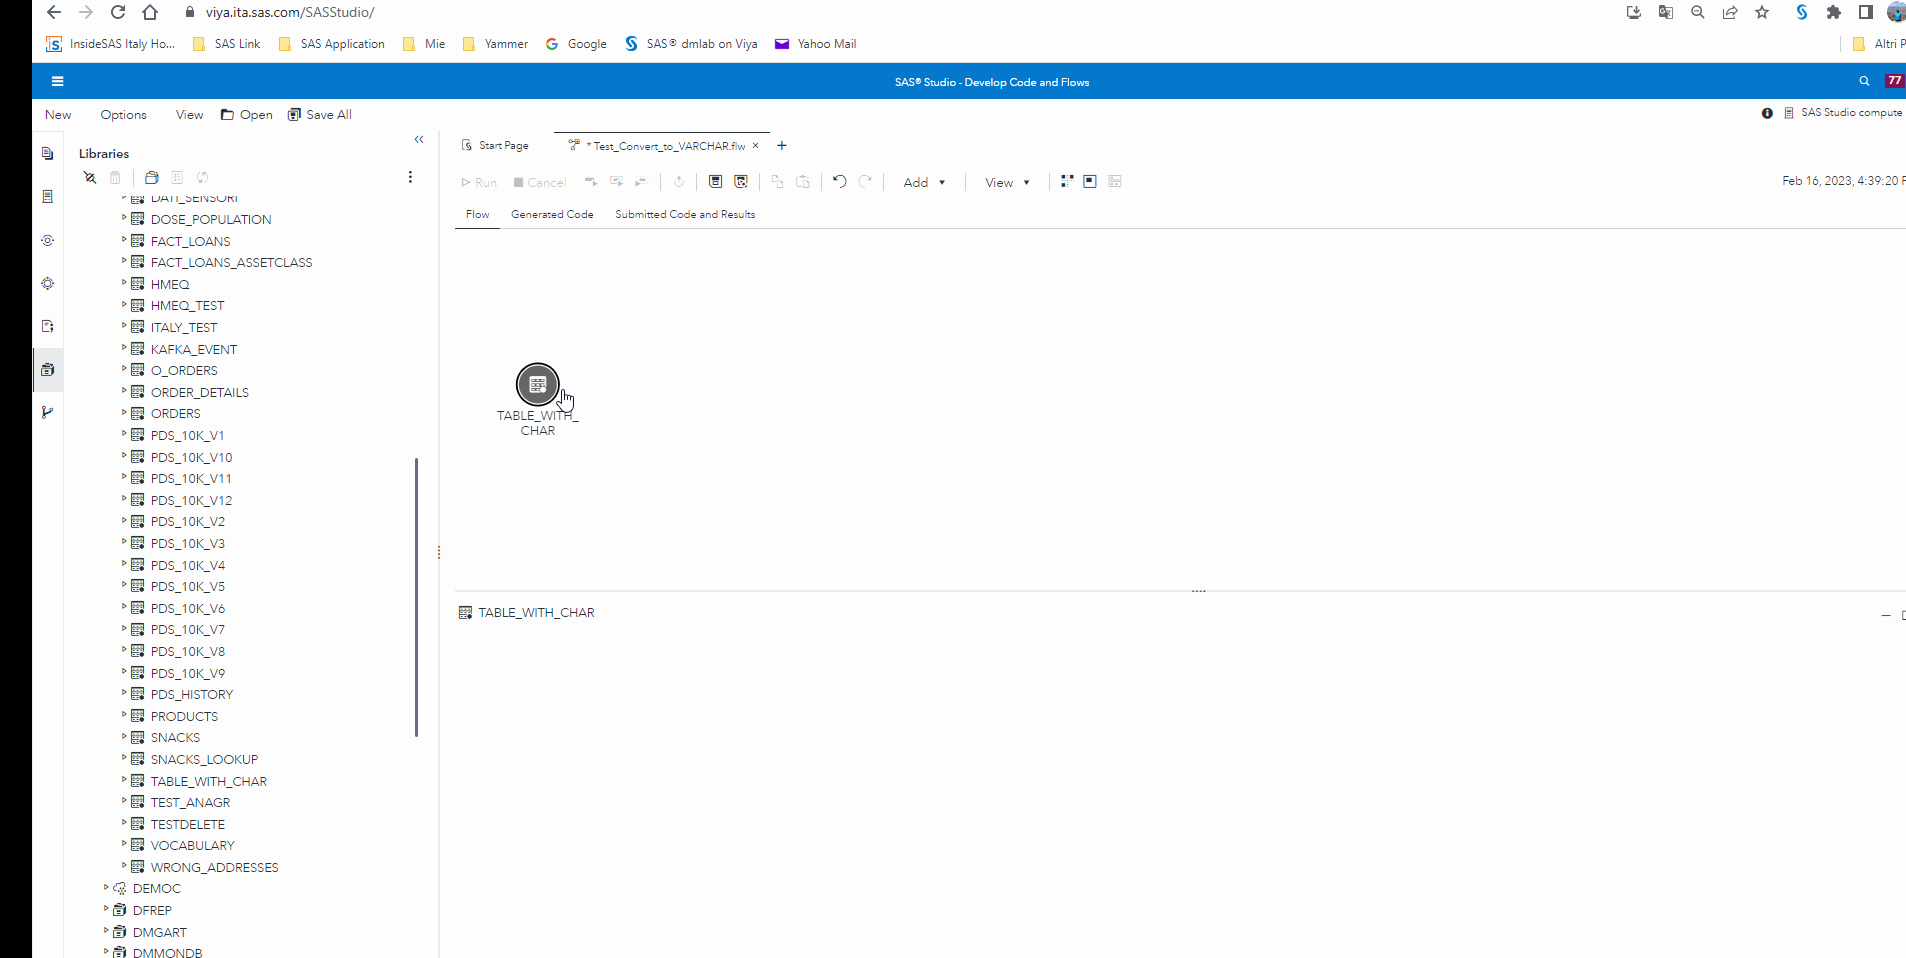 viya.ita.sas.com/SASStudio/
InsideSAS Italy Ho... SAS Link SAS Application Mie Yammer Google SAS® dmlab on Viya Yahoo Mail Altri P
SAS® Studio - Develop Code and Flows 77
New Options View Open Save All SAS Studio compute
Libraries
Start Page * Test_Convert_to_VARCHAR.flw × +
Run Cancel Add View Feb 16, 2023, 4:39:20 P
Flow Generated Code Submitted Code and Results
DATI_SENSORI
DOSE_POPULATION
FACT_LOANS
FACT_LOANS_ASSETCLASS
HMEQ
HMEQ_TEST
ITALY_TEST
KAFKA_EVENT
O_ORDERS
ORDER_DETAILS
ORDERS
PDS_10K_V1
PDS_10K_V10
PDS_10K_V11
PDS_10K_V12
PDS_10K_V2
PDS_10K_V3
PDS_10K_V4
PDS_10K_V5
PDS_10K_V6
PDS_10K_V7
PDS_10K_V8
PDS_10K_V9
PDS_HISTORY
PRODUCTS
SNACKS
SNACKS_LOOKUP
TABLE_WITH_CHAR
TEST_ANAGR
TESTDELETE
VOCABULARY
WRONG_ADDRESSES
DEMOC
DFREP
DMGART
DMMONDB
TABLE_WITH_
CHAR
TABLE_WITH_CHAR